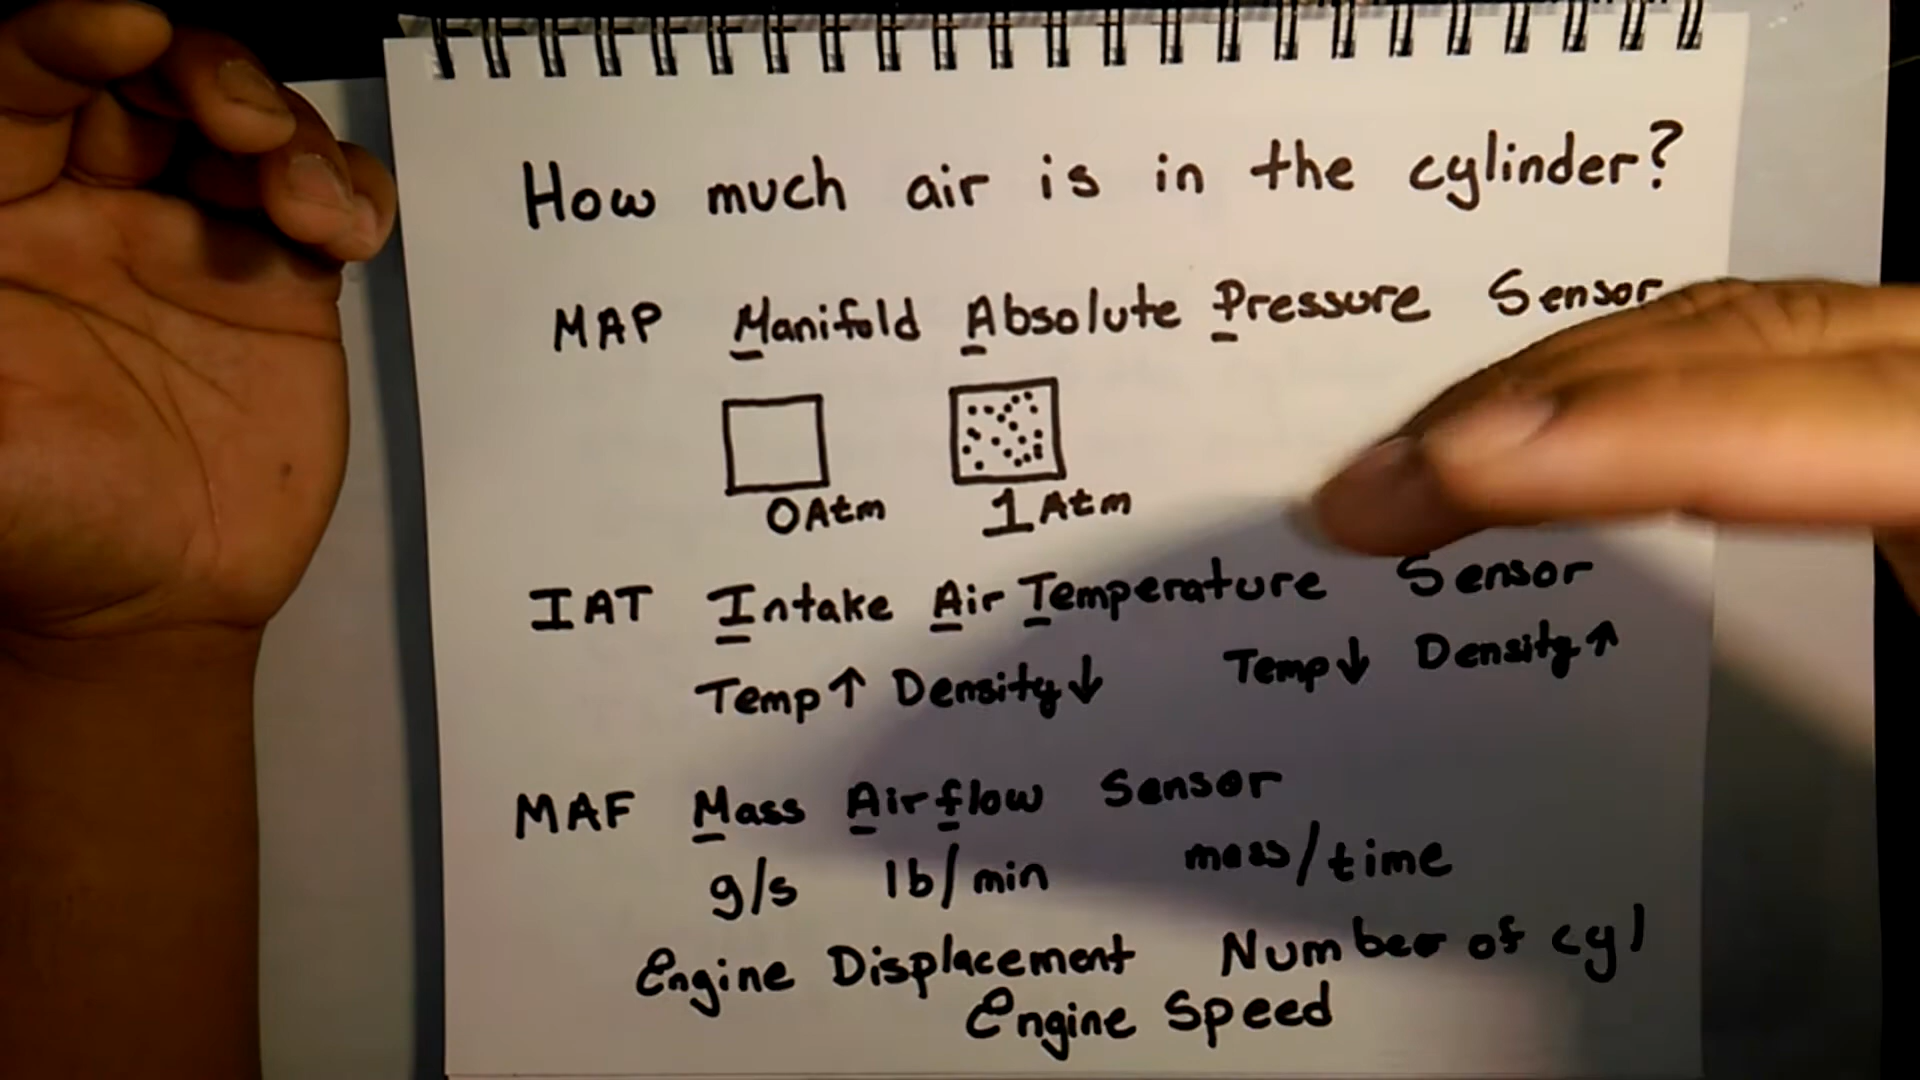 How much air is in the cylinder?
MAP Manifold Absolute Pressure Sensor
0Atm 1Atm
IAT Intake Air Temperature Sensor
Temp↑ Density↓ Temp↓ Density↑
MAF Mass Airflow Sensor
g/s lb/min mass/time
Engine Displacement Number of cyl
Engine Speed